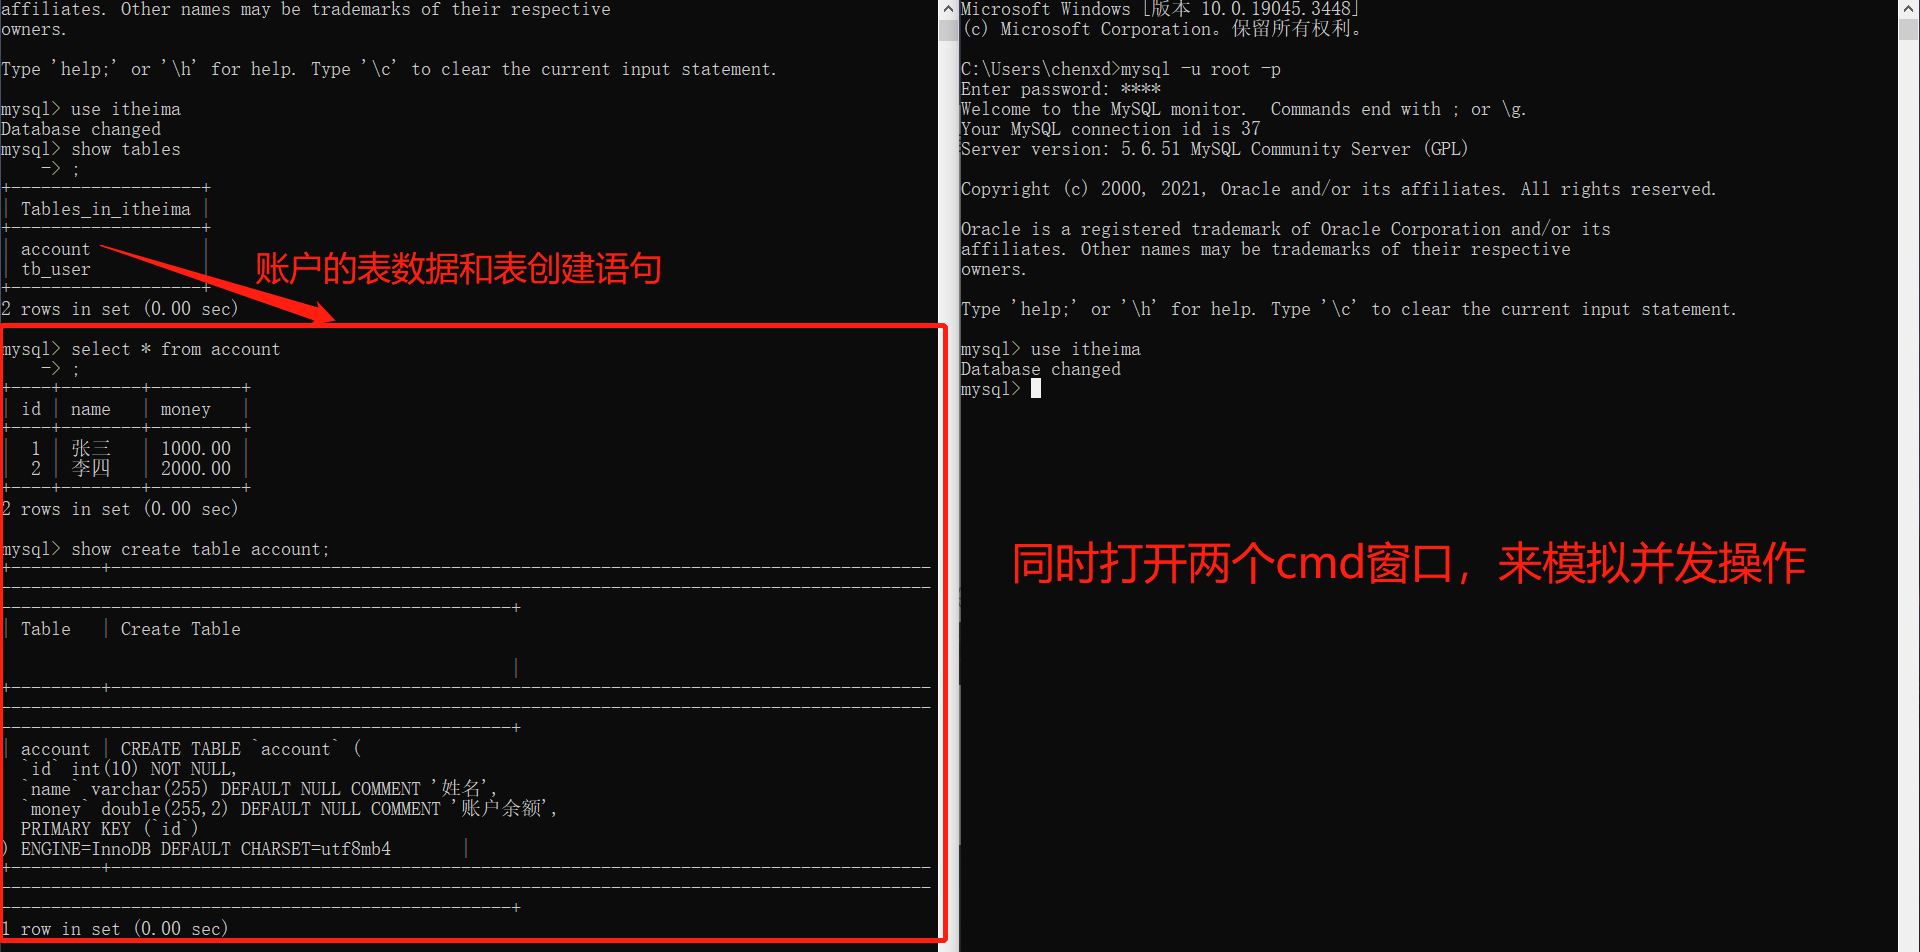 affiliates. Other names may be trademarks of their respective
owners.
Type 'help;' or '\h' for help. Type '\c' to clear the current input statement.
mysql> use itheima
Database changed
mysql> show tables
    -> ;
+-------------------+
| Tables_in_itheima |
+-------------------+
| account           |
| tb_user           |
+-------------------+
2 rows in set (0.00 sec)
账户的表数据和表创建语句
mysql> select * from account
    -> ;
+----+--------+---------+
| id | name   | money   |
+----+--------+---------+
|  1 | 张三   | 1000.00 |
|  2 | 李四   | 2000.00 |
+----+--------+---------+
2 rows in set (0.00 sec)
mysql> show create table account;
| Table   | Create Table
|
| account | CREATE TABLE `account` (
  `id` int(10) NOT NULL,
  `name` varchar(255) DEFAULT NULL COMMENT '姓名',
  `money` double(255,2) DEFAULT NULL COMMENT '账户余额',
  PRIMARY KEY (`id`)
) ENGINE=InnoDB DEFAULT CHARSET=utf8mb4       |
1 row in set (0.00 sec)
Microsoft Windows [版本 10.0.19045.3448]
(c) Microsoft Corporation。保留所有权利。
C:\Users\chenxd>mysql -u root -p
Enter password: ****
Welcome to the MySQL monitor.  Commands end with ; or \g.
Your MySQL connection id is 37
Server version: 5.6.51 MySQL Community Server (GPL)
Copyright (c) 2000, 2021, Oracle and/or its affiliates. All rights reserved.
Oracle is a registered trademark of Oracle Corporation and/or its
affiliates. Other names may be trademarks of their respective
owners.
Type 'help;' or '\h' for help. Type '\c' to clear the current input statement.
mysql> use itheima
Database changed
mysql>
同时打开两个cmd窗口，来模拟并发操作